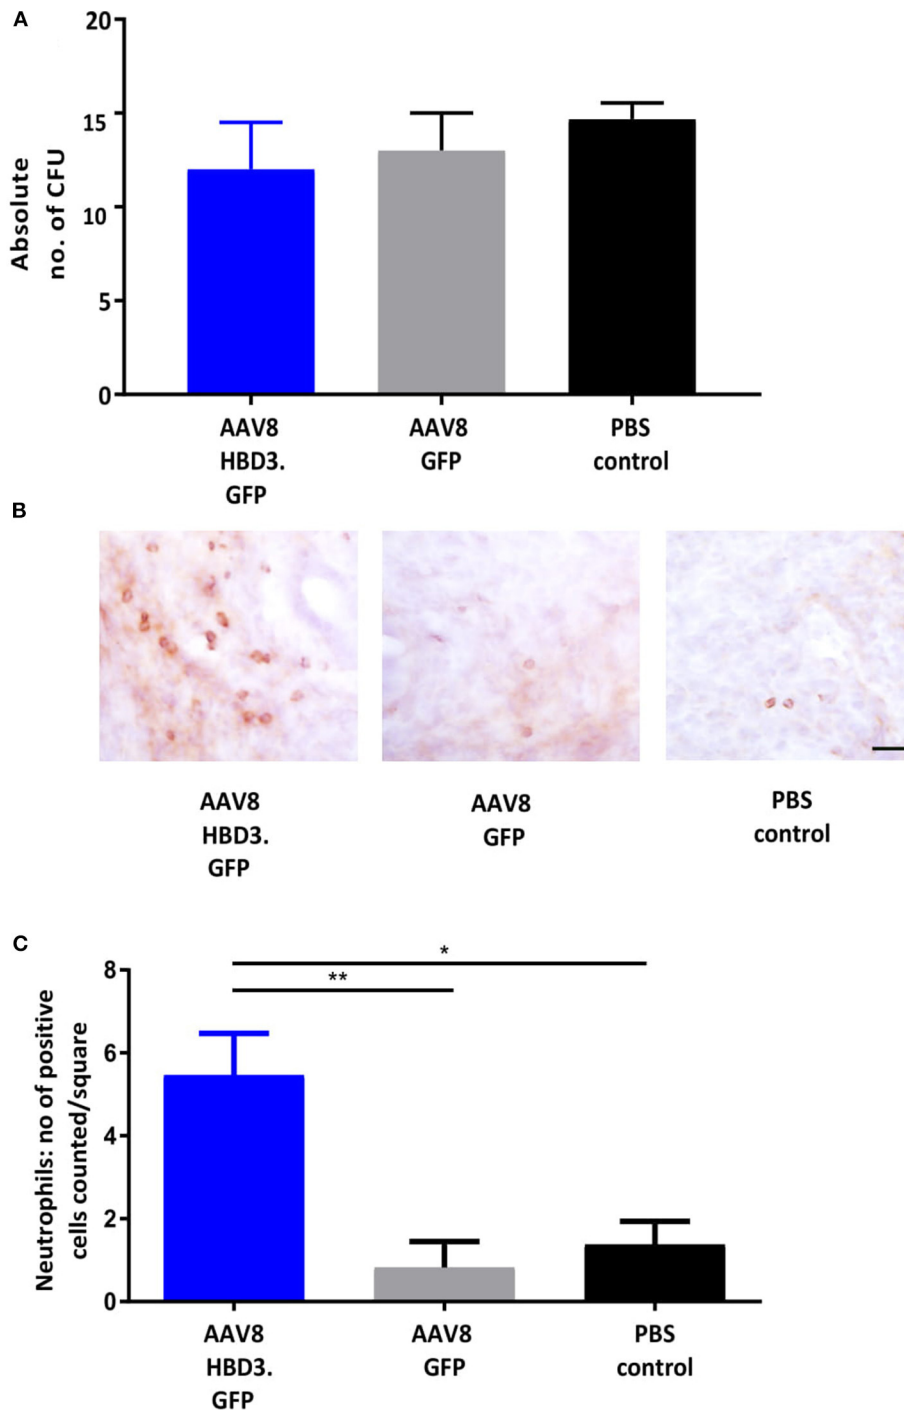 A
20
15
10
5
0
Absolute
no. of CFU
AAV8
HBD3.
GFP
AAV8
GFP
PBS
control
B
AAV8
HBD3.
GFP
AAV8
GFP
PBS
control
C
*
**
8
6
4
2
0
Neutrophils: no of positive
cells counted/square
AAV8
HBD3.
GFP
AAV8
GFP
PBS
control